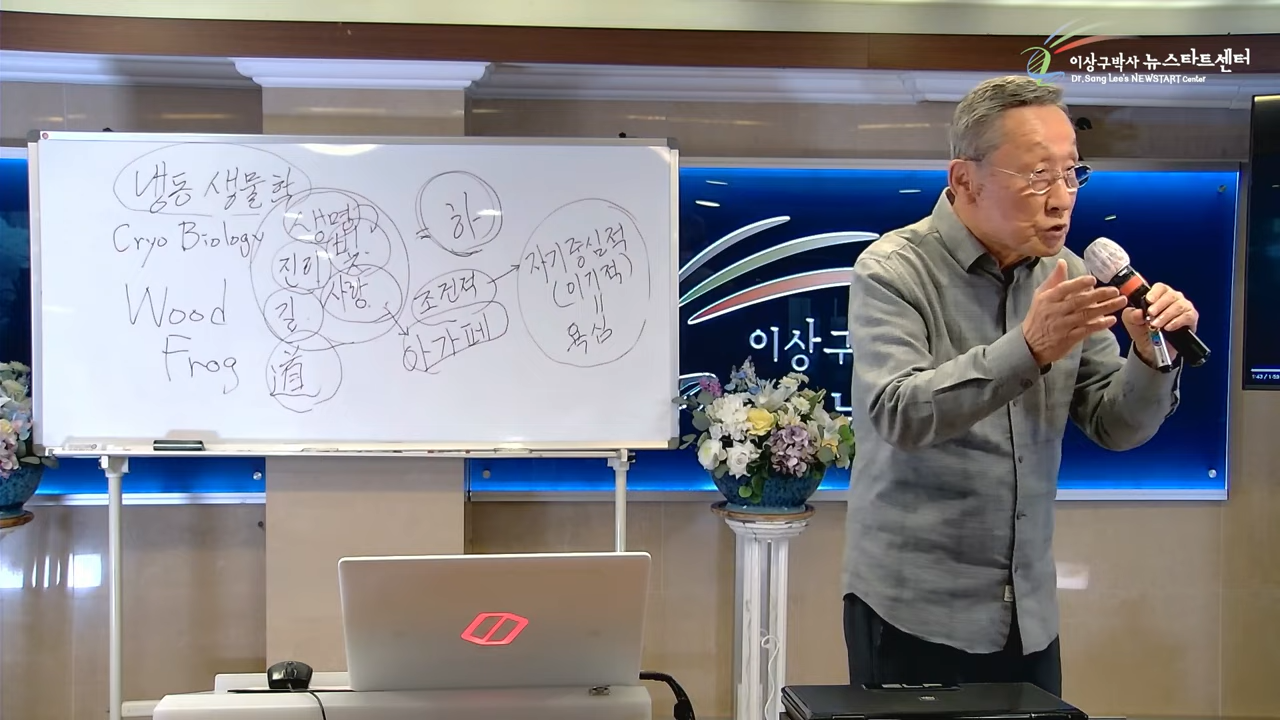 이상구박사 뉴스타트센터
Dr. Sang Lee's NEWSTART Center
냉동 생물학
Cryo Biology
Wood
Frog
생명
빛
진리
사랑
길
道
= 하
조건적
아가페
자기중심적
(이기적)
||
욕심
이상구